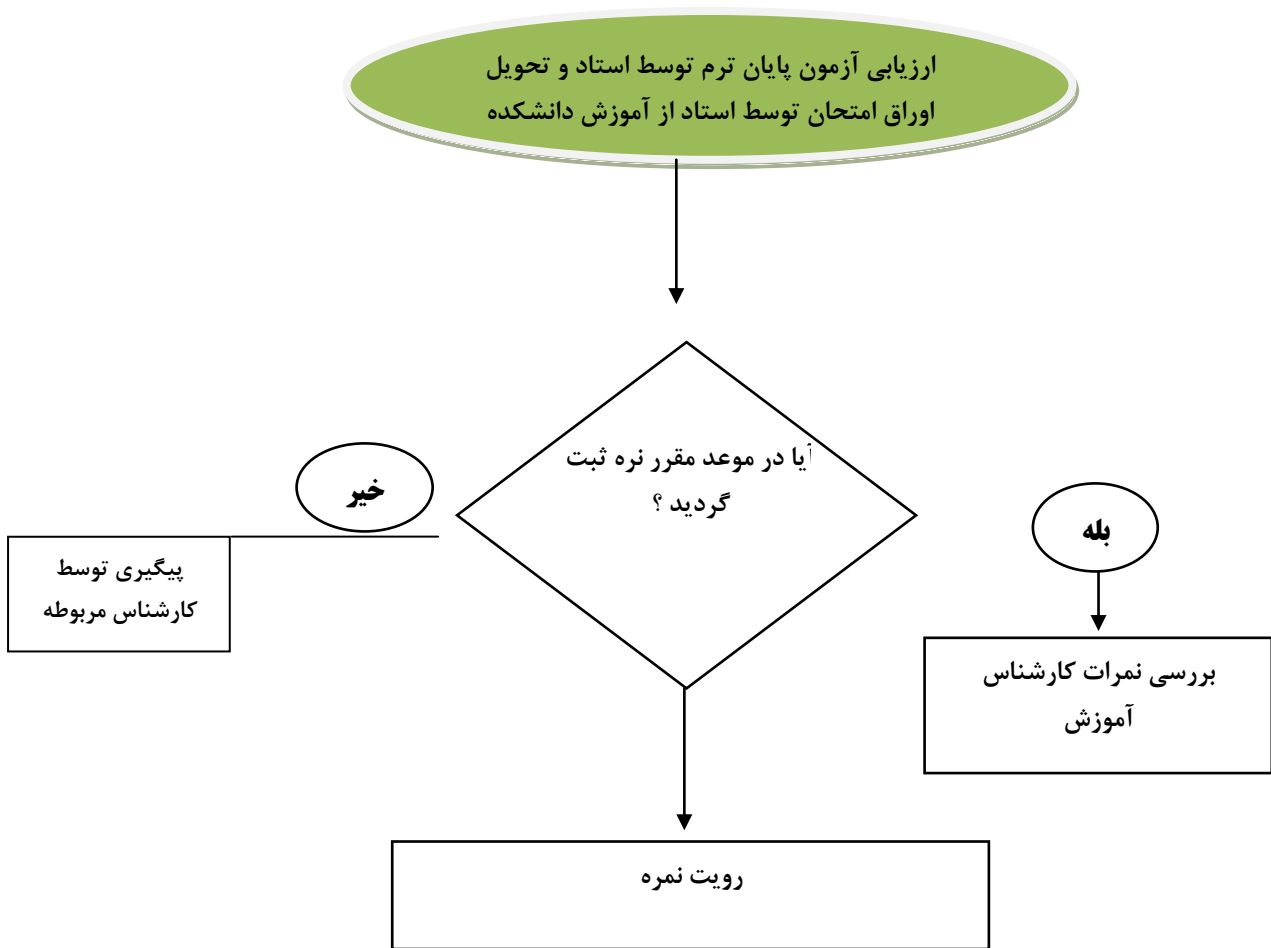 ارزیابی آزمون پایان ترم توسط استاد و تحویل
اوراق امتحان توسط استاد از آموزش دانشکده
آیا در موعد مقرر نره ثبت
گردید ؟
خیر
بله
پیگیری توسط
کارشناس مربوطه
بررسی نمرات کارشناس
آموزش
رویت نمره